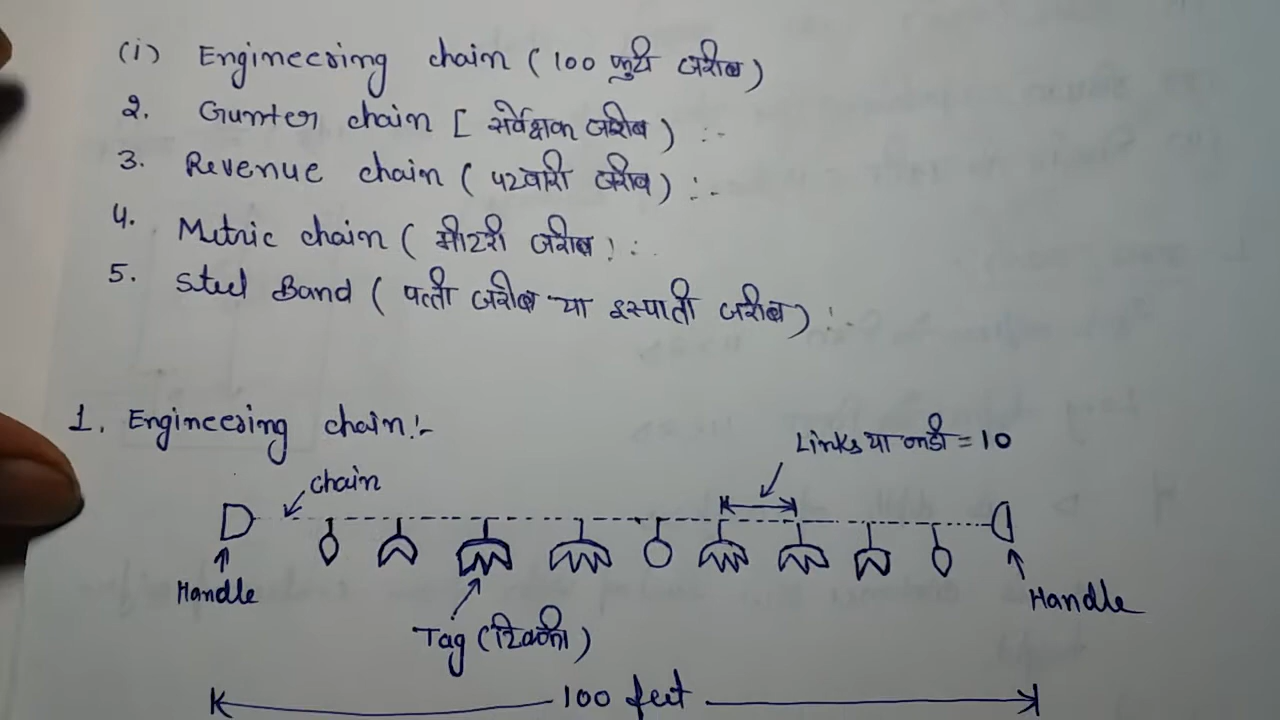 (i) Engineering chain (100 फुटी जरीब)
2. Gunter chain [ सर्वेक्षक जरीब) :-
3. Revenue chain ( पटवारी जरीब) :-
4. Metric chain ( मीटरी जरीब ) :
5. Steel Band ( पत्ती जरीब या इस्पाती जरीब) :-
1. Engineering chain:-
Links या कडी = 10
chain
Handle
Handle
Tag (टिक्की)
100 feet